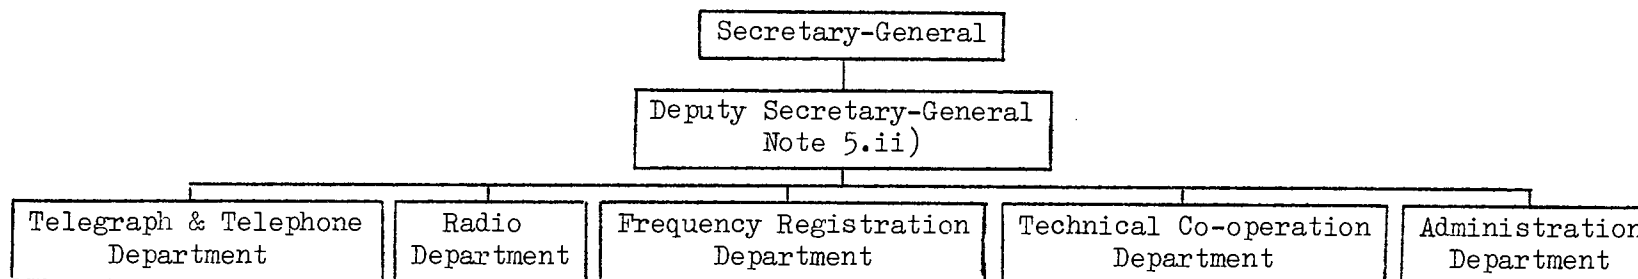 Secretary-General
Deputy Secretary-General
Note 5.ii)
Telegraph & Telephone
Department
Radio
Department
Frequency Registration
Department
Technical Co-operation
Department
Administration
Department